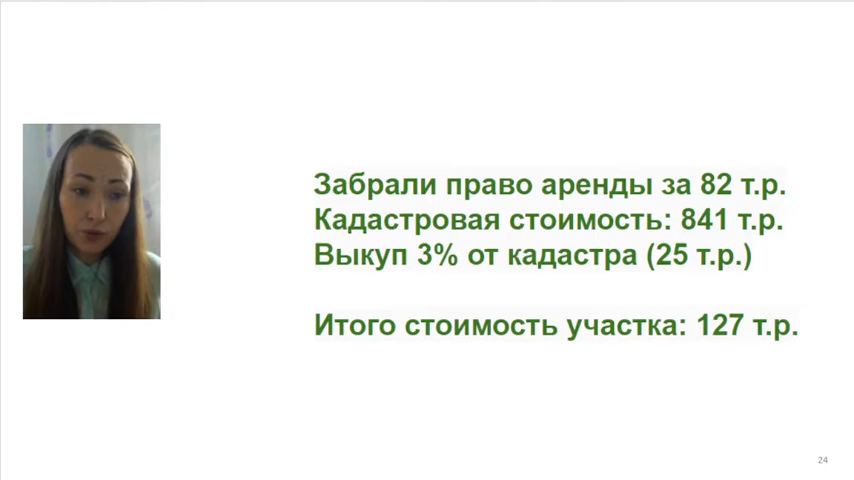 Забрали право аренды за 82 т.р.
Кадастровая стоимость: 841 т.р.
Выкуп 3% от кадастра (25 т.р.)
Итого стоимость участка: 127 т.р.
24